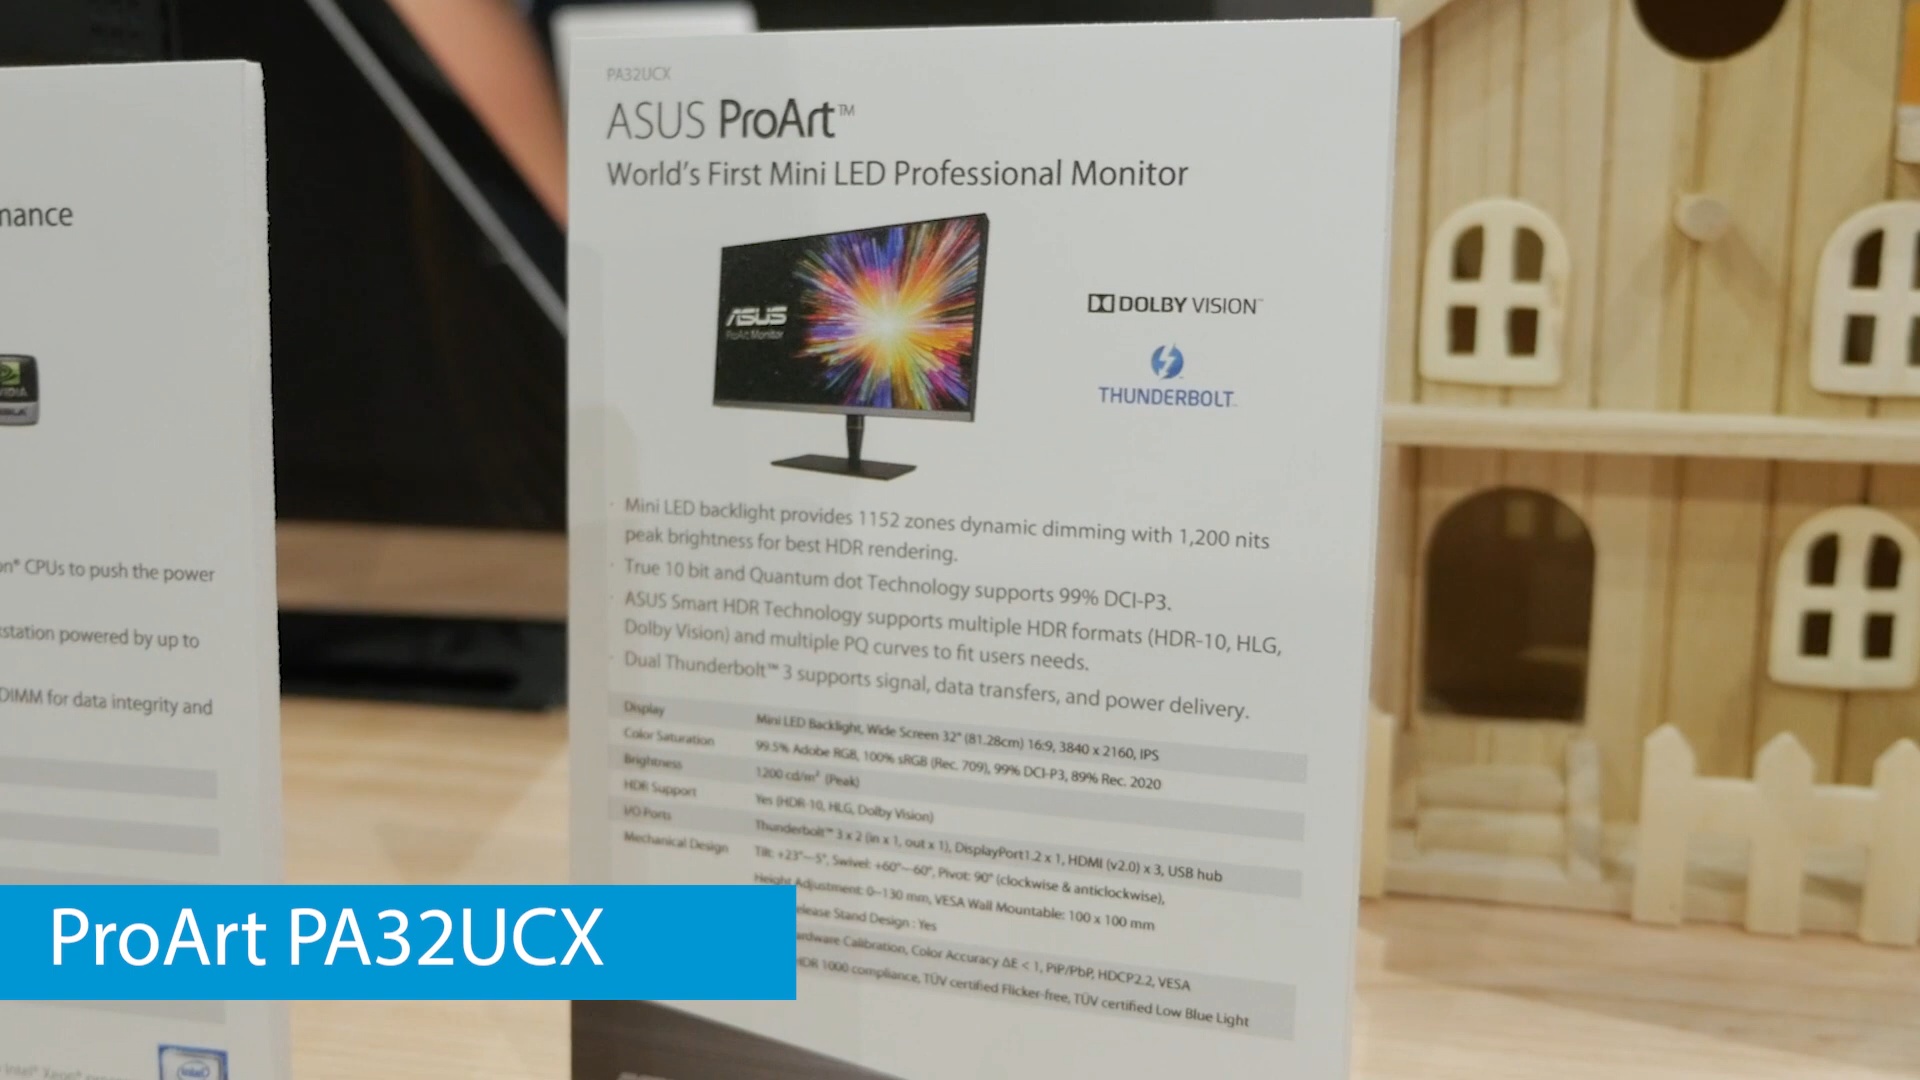 PA32UCX
ASUS ProArt™
World's First Mini LED Professional Monitor
ASUS
ProArt Monitor
DOLBY VISION™
THUNDERBOLT™
· Mini LED backlight provides 1152 zones dynamic dimming with 1,200 nits
peak brightness for best HDR rendering.
· True 10 bit and Quantum dot Technology supports 99% DCI-P3.
· ASUS Smart HDR Technology supports multiple HDR formats (HDR-10, HLG,
Dolby Vision) and multiple PQ curves to fit users needs.
· Dual Thunderbolt™ 3 supports signal, data transfers, and power delivery.
Display Mini LED Backlight, Wide Screen 32" (81.28cm) 16:9, 3840 x 2160, IPS
Color Saturation 99.5% Adobe RGB, 100% sRGB (Rec. 709), 99% DCI-P3, 89% Rec. 2020
Brightness 1200 cd/m² (Peak)
HDR Support Yes (HDR-10, HLG, Dolby Vision)
I/O Ports Thunderbolt™ 3 x 2 (in x 1, out x 1), DisplayPort1.2 x 1, HDMI (v2.0) x 3, USB hub
Mechanical Design Tilt: +23°~-5°, Swivel: +60°~-60°, Pivot: 90° (clockwise & anticlockwise),
Height Adjustment: 0~130 mm, VESA Wall Mountable: 100 x 100 mm
elease Stand Design : Yes
ardware Calibration, Color Accuracy ΔE < 1, PiP/PbP, HDCP2.2, VESA
HDR 1000 compliance, TÜV certified Flicker-free, TÜV certified Low Blue Light
mance
on® CPUs to push the power
kstation powered by up to
DIMM for data integrity and
intel
ProArt PA32UCX